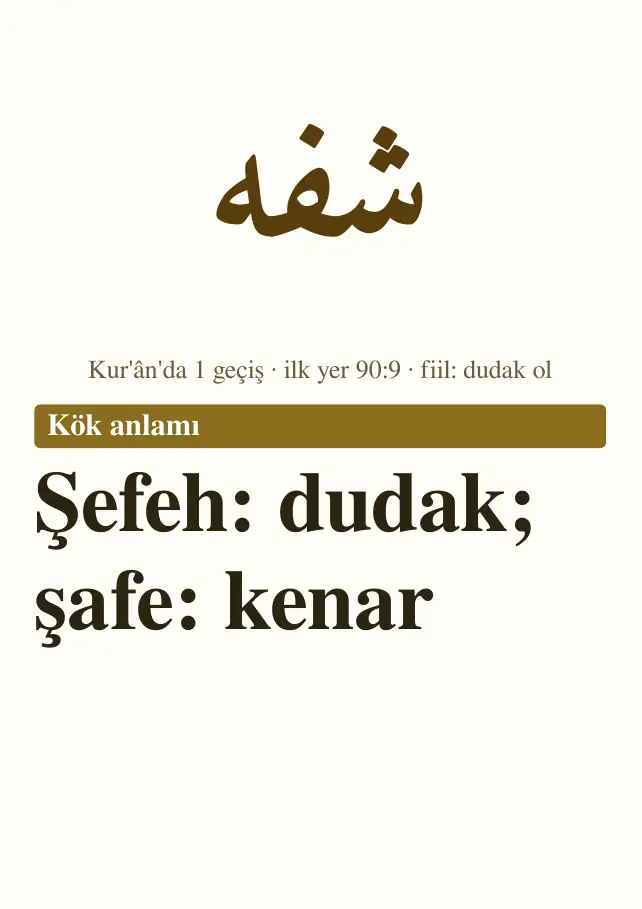 شفه
Kur'ân'da 1 geçiş · ilk yer 90:9 · fiil: dudak ol
Kök anlamı
Şefeh: dudak;
şafe: kenar